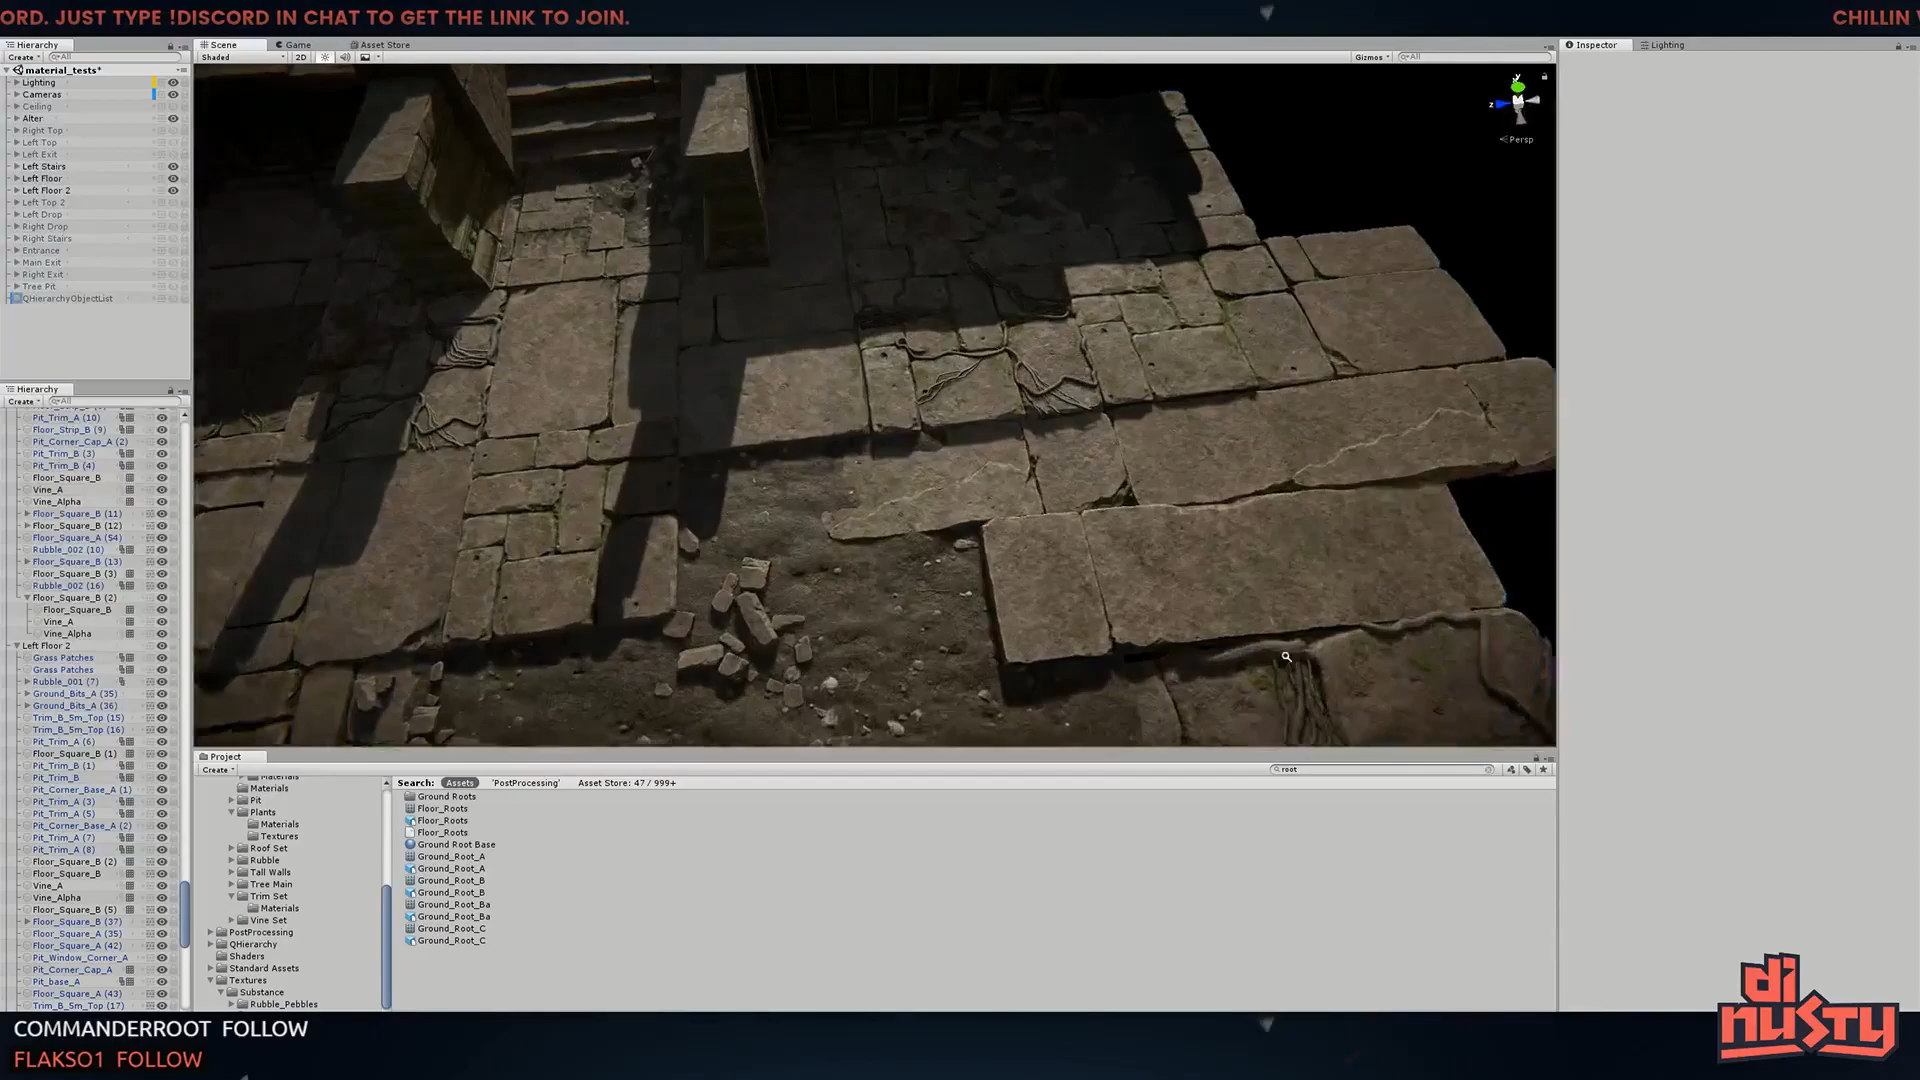 ORD. JUST TYPE !DISCORD IN CHAT TO GET THE LINK TO JOIN.
CHILLIN
Hierarchy
Create
All
material_tests*
Lighting
Cameras
Ceiling
Alter
Right Top
Left Top
Left Exit
Left Stairs
Left Floor
Left Floor 2
Left Top 2
Left Drop
Right Drop
Right Stairs
Entrance
Main Exit
Right Exit
Tree Pit
QHierarchyObjectList
Hierarchy
Create
All
Pit_Trim_A (10)
Floor_Strip_B (9)
Pit_Corner_Cap_A (2)
Pit_Trim_B (3)
Pit_Trim_B (4)
Floor_Square_B
Vine_A
Vine_Alpha
Floor_Square_B (11)
Floor_Square_B (12)
Floor_Square_A (54)
Rubble_002 (10)
Floor_Square_B (13)
Floor_Square_B (3)
Rubble_002 (16)
Floor_Square_B (2)
Floor_Square_B
Vine_A
Vine_Alpha
Left Floor 2
Grass Patches
Grass Patches
Rubble_001 (7)
Ground_Bits_A (35)
Ground_Bits_A (36)
Trim_B_5m_Top (15)
Trim_B_5m_Top (16)
Pit_Trim_A (6)
Floor_Square_B (1)
Pit_Trim_B (1)
Pit_Trim_B
Pit_Corner_Base_A (1)
Pit_Trim_A (3)
Pit_Trim_A (5)
Pit_Corner_Base_A (2)
Pit_Trim_A (7)
Pit_Trim_A (8)
Floor_Square_B (2)
Floor_Square_B
Vine_A
Vine_Alpha
Floor_Square_B (5)
Floor_Square_B (37)
Floor_Square_A (35)
Floor_Square_A (42)
Pit_Window_Corner_A
Pit_Corner_Cap_A
Pit_base_A
Floor_Square_A (43)
Trim_B_5m_Top (17)
Scene
Game
Asset Store
Shaded
2D
Gizmos
All
y
z
Persp
Inspector
Lighting
Project
Create
root
Materials
Materials
Pit
Plants
Materials
Textures
Roof Set
Rubble
Tall Walls
Tree Main
Trim Set
Materials
Vine Set
PostProcessing
QHierarchy
Shaders
Standard Assets
Textures
Substance
Rubble_Pebbles
Search: Assets 'PostProcessing' Asset Store: 47 / 999+
Ground Roots
Floor_Roots
Floor_Roots
Floor_Roots
Ground Root Base
Ground_Root_A
Ground_Root_A
Ground_Root_B
Ground_Root_B
Ground_Root_Ba
Ground_Root_Ba
Ground_Root_C
Ground_Root_C
COMMANDERROOT FOLLOW
FLAKSO1 FOLLOW
di
nusty